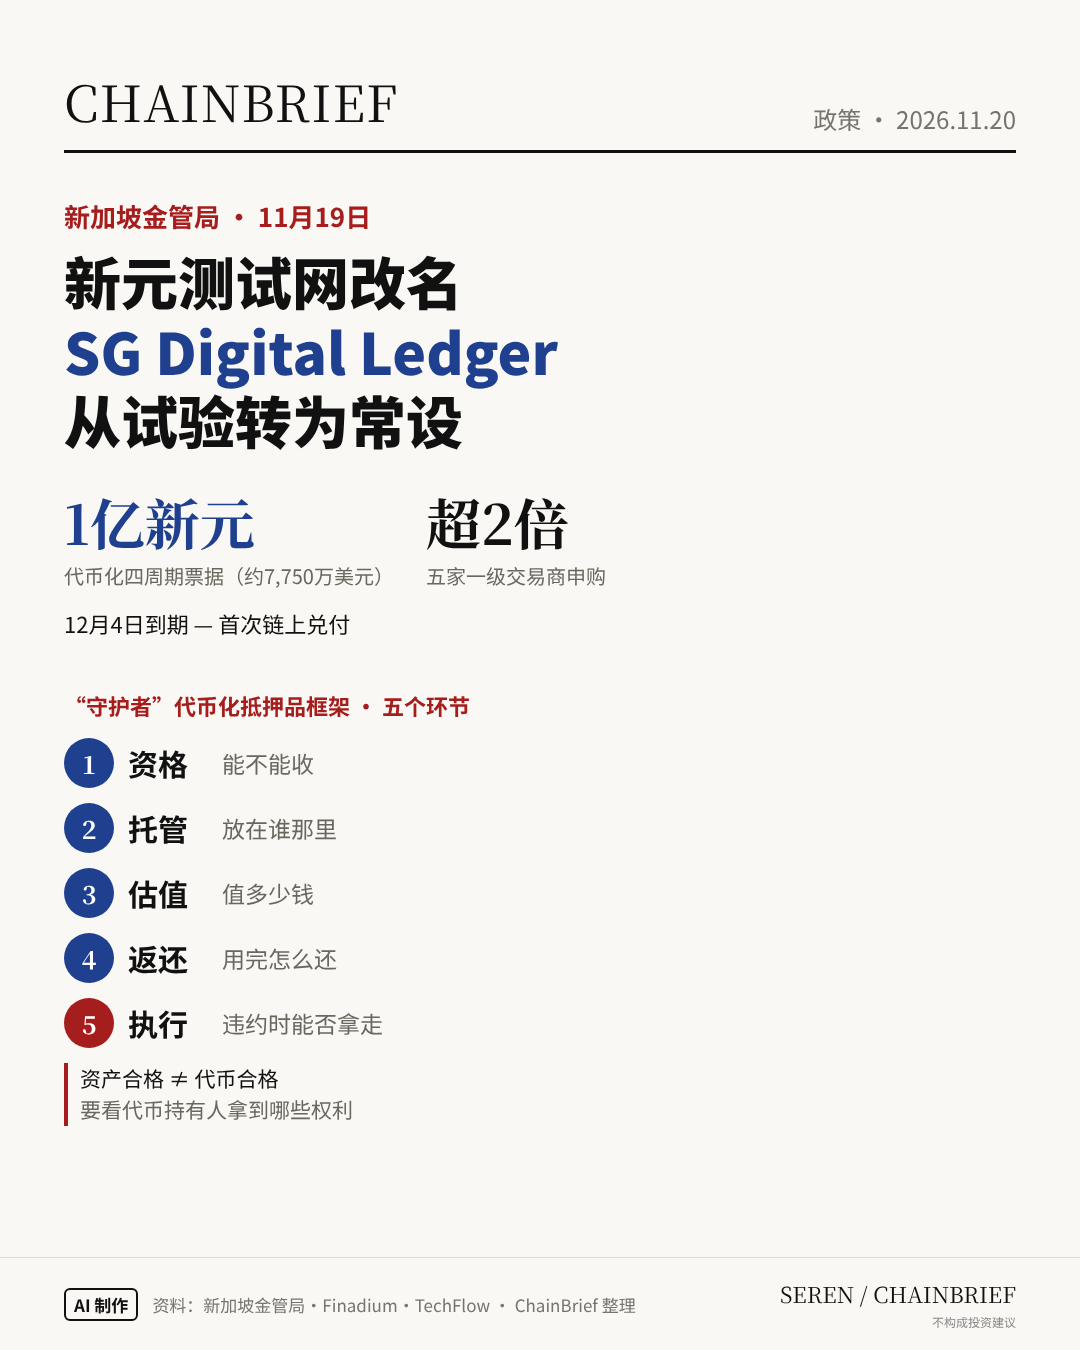 CHAINBRIEF
政策 · 2026.11.20
新加坡金管局 · 11月19日
新元测试网改名
SG Digital Ledger
从试验转为常设
1亿新元
超2倍
代币化四周期票据（约7,750万美元）
五家一级交易商申购
12月4日到期 — 首次链上兑付
“守护者”代币化抵押品框架 · 五个环节
1 资格 能不能收
2 托管 放在谁那里
3 估值 值多少钱
4 返还 用完怎么还
5 执行 违约时能否拿走
资产合格 ≠ 代币合格
要看代币持有人拿到哪些权利
AI 制作 资料：新加坡金管局·Finadium·TechFlow · ChainBrief 整理
SEREN / CHAINBRIEF
不构成投资建议